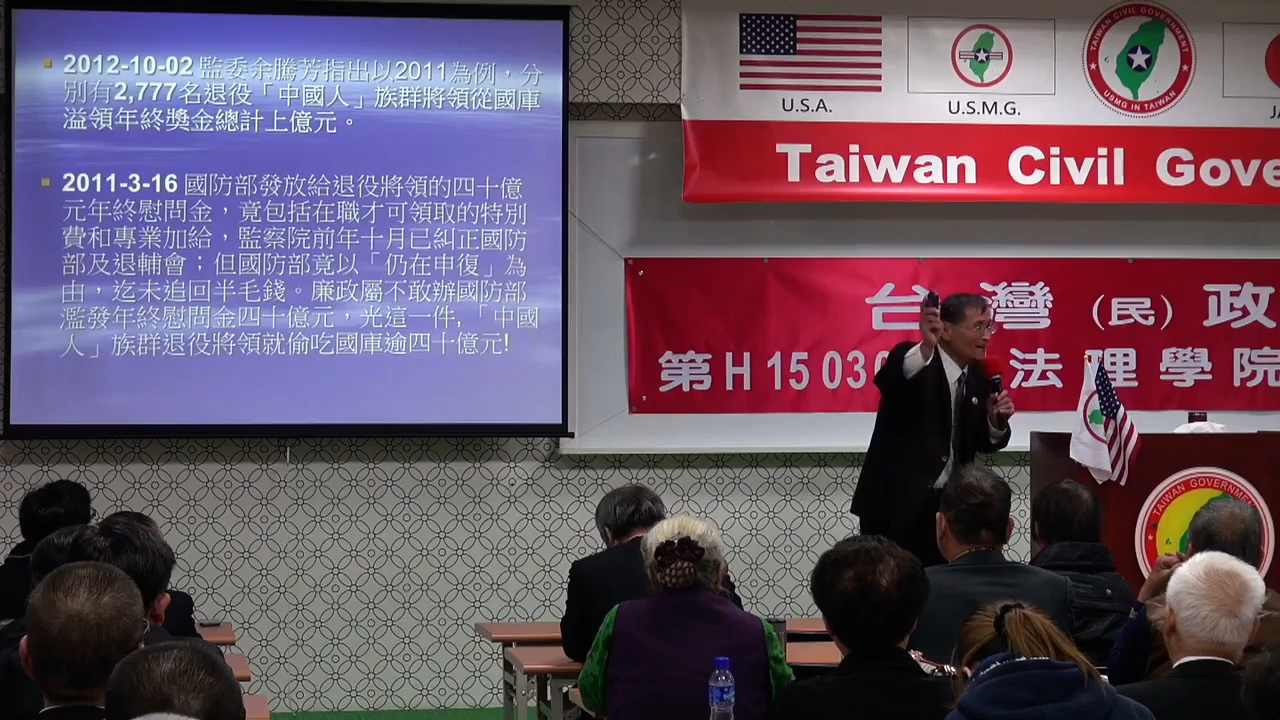 2012-10-02 監委余騰芳指出以2011為例，分
別有2,777名退役「中國人」族群將領從國庫
溢領年終獎金總計上億元。
2011-3-16 國防部發放給退役將領的四十億
元年終慰問金，竟包括在職才可領取的特別
費和專業加給，監察院前年十月已糾正國防
部及退輔會；但國防部竟以「仍在申復」為
由，迄未追回半毛錢。廉政屬不敢辦國防部
濫發年終慰問金四十億元，光這一件,「中國
人」族群退役將領就偷吃國庫逾四十億元!
U.S.A.
U.S.M.G.
TAIWAN CIVIL GOVERNMENT
USMG IN TAIWAN
JA
Taiwan Civil Gove
台灣(民)政
第H 15 03 法理學院
TAIWAN GOVERNMENT